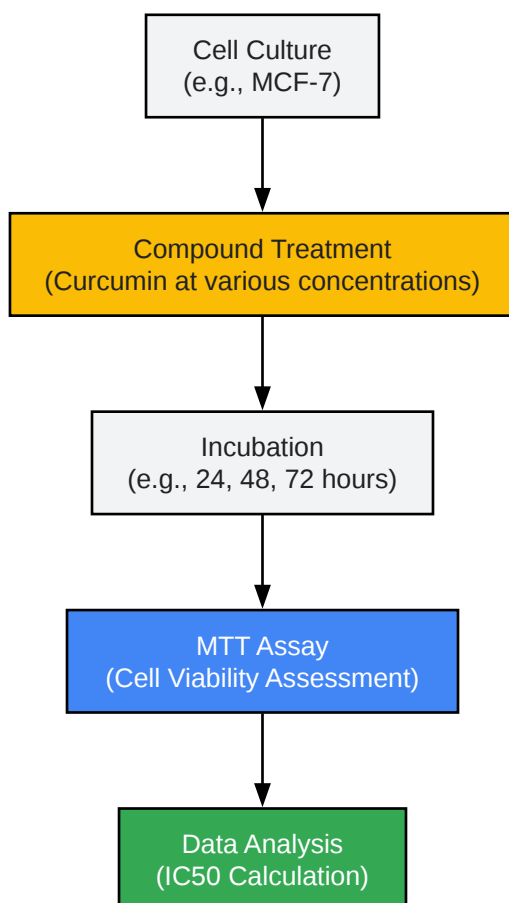 Cell Culture
(e.g., MCF-7)
Compound Treatment
(Curcumin at various concentrations)
Incubation
(e.g., 24, 48, 72 hours)
MTT Assay
(Cell Viability Assessment)
Data Analysis
(IC50 Calculation)